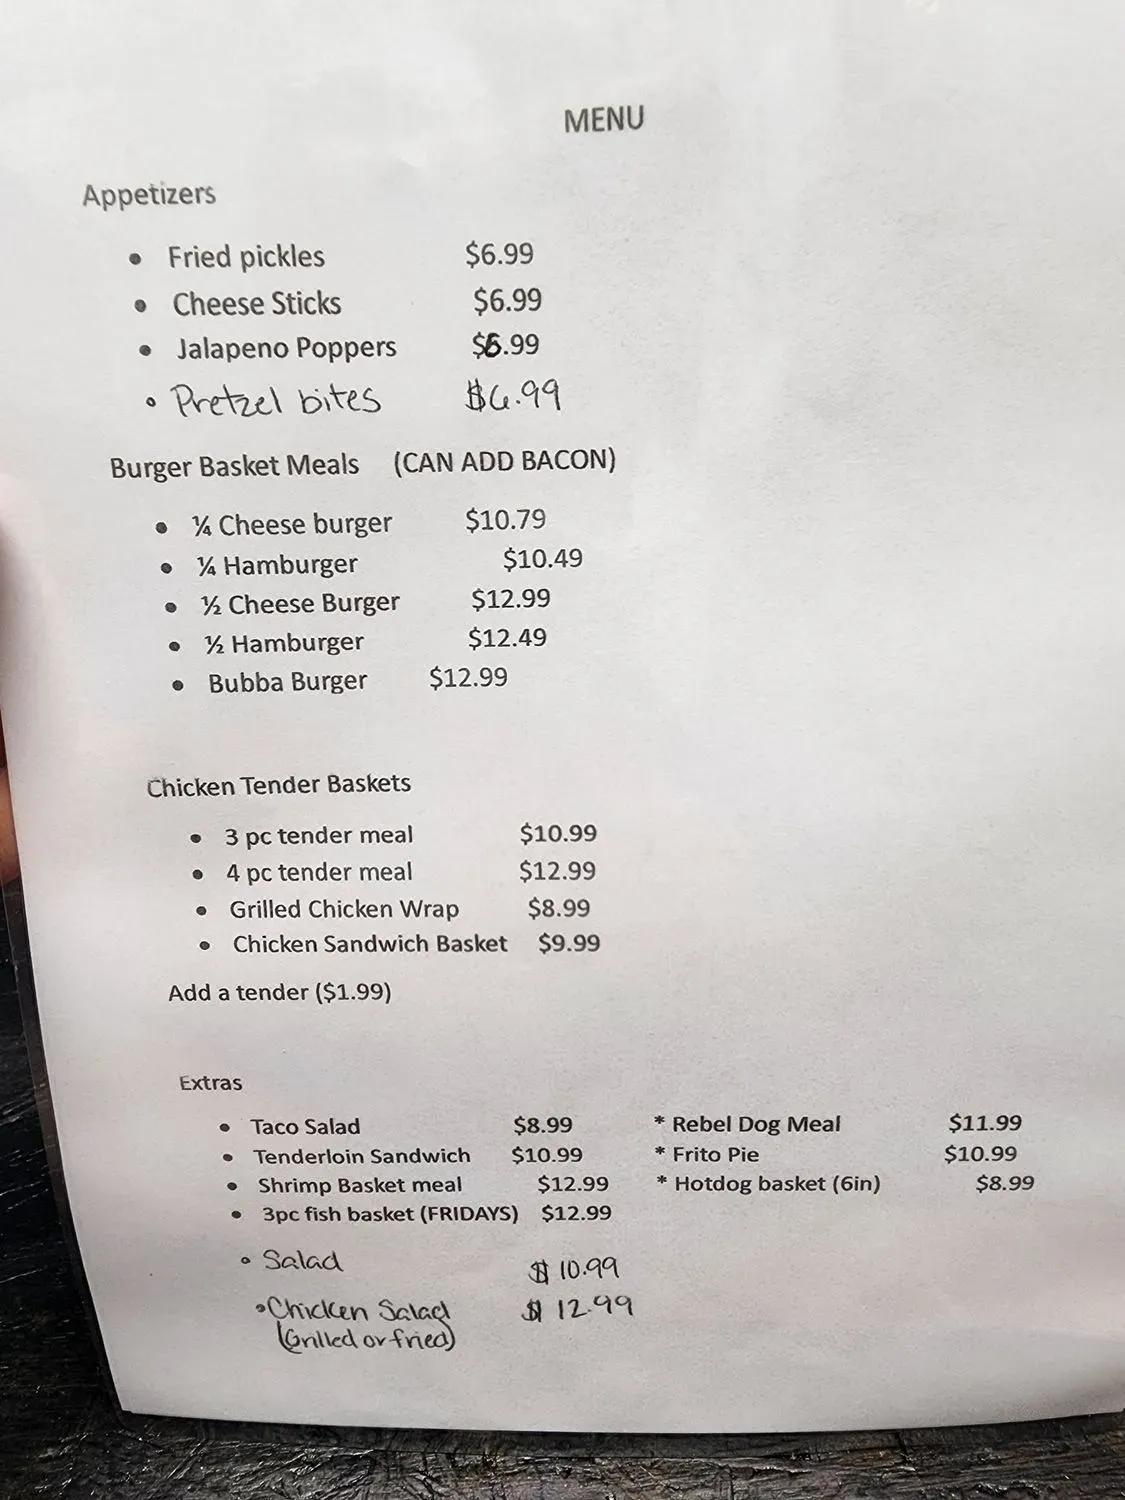 MENU
Appetizers
• Fried pickles $6.99
• Cheese Sticks $6.99
• Jalapeno Poppers $6.99
• Pretzel bites $6.99
Burger Basket Meals (CAN ADD BACON)
• ¼ Cheese burger $10.79
• ¼ Hamburger $10.49
• ½ Cheese Burger $12.99
• ½ Hamburger $12.49
• Bubba Burger $12.99
Chicken Tender Baskets
• 3 pc tender meal $10.99
• 4 pc tender meal $12.99
• Grilled Chicken Wrap $8.99
• Chicken Sandwich Basket $9.99
Add a tender ($1.99)
Extras
• Taco Salad $8.99 * Rebel Dog Meal $11.99
• Tenderloin Sandwich $10.99 * Frito Pie $10.99
• Shrimp Basket meal $12.99 * Hotdog basket (6in) $8.99
• 3pc fish basket (FRIDAYS) $12.99
• Salad $10.99
• Chicken Salad $12.99
(Grilled or fried)